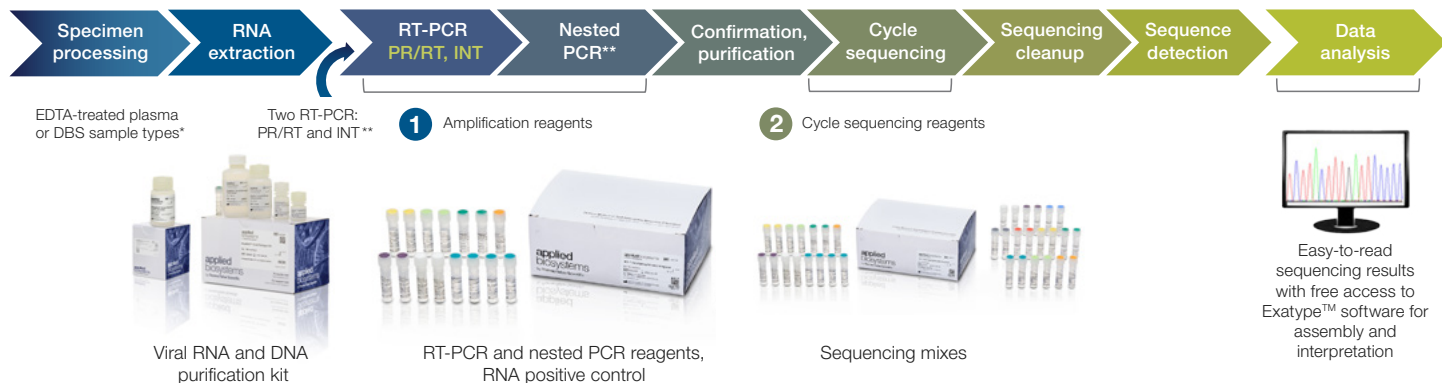 Specimen
processing
RNA
extraction
RT-PCR
PR/RT, INT
Nested
PCR**
Confirmation,
purification
Cycle
sequencing
Sequencing
cleanup
Sequence
detection
Data
analysis
EDTA-treated plasma
or DBS sample types*
Two RT-PCR:
PR/RT and INT**
1
Amplification reagents
2
Cycle sequencing reagents
applied
biosystems
applied
biosystems
applied
biosystems
Viral RNA and DNA
purification kit
RT-PCR and nested PCR reagents,
RNA positive control
Sequencing mixes
Easy-to-read
sequencing results
with free access to
Exatype™ software for
assembly and
interpretation